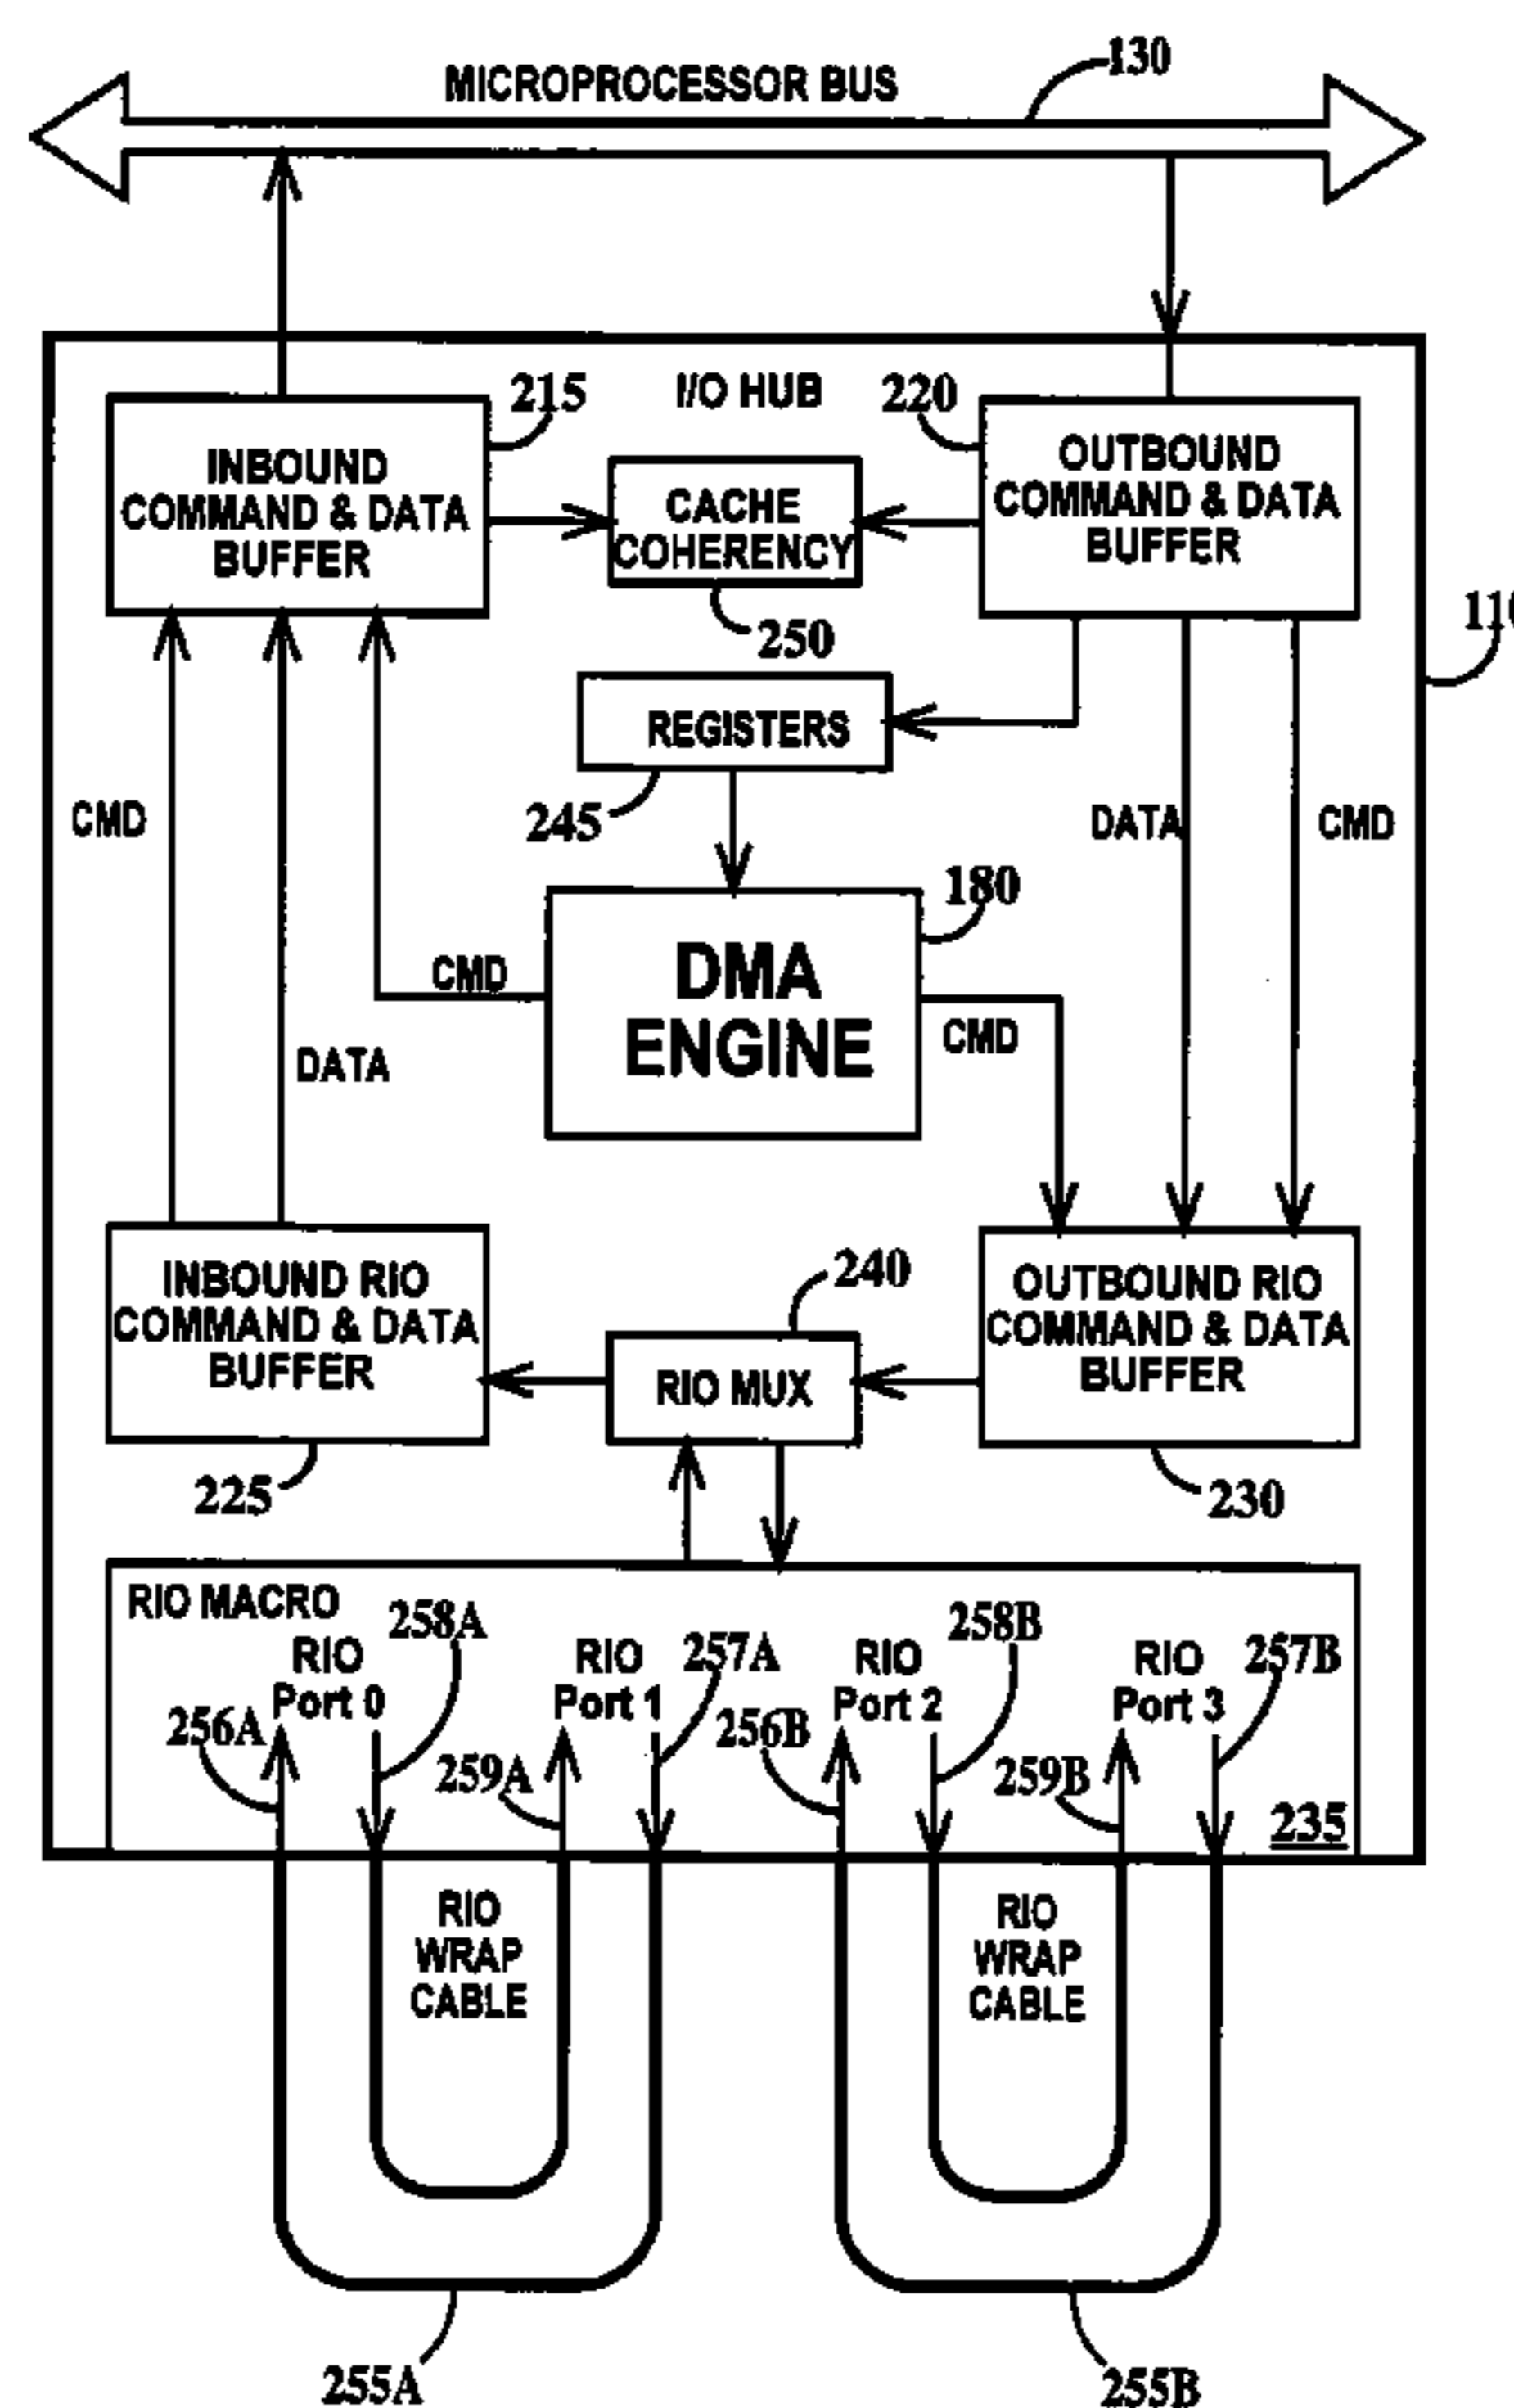 130
MICROPROCESSOR BUS
215
I/O HUB
220
INBOUND
COMMAND & DATA
BUFFER
CACHE
COHERENCY
OUTBOUND
COMMAND & DATA
BUFFER
250
REGISTERS
245
CMD
DATA
CMD
180
DMA
ENGINE
CMD
CMD
DATA
240
INBOUND RIO
COMMAND & DATA
BUFFER
RIO MUX
OUTBOUND RIO
COMMAND & DATA
BUFFER
225
230
RIO MACRO
258A
258B
RIO
Port 0
RIO
Port 1
257A
RIO
Port 2
RIO
Port 3
257B
256A
256B
259A
259B
235
RIO
WRAP
CABLE
RIO
WRAP
CABLE
255A
255B